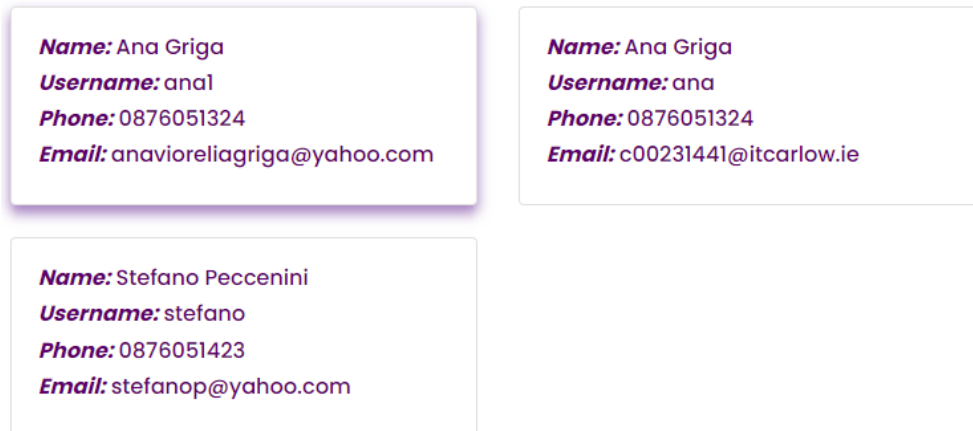 Name: Ana Griga
Username: ana1
Phone: 0876051324
Email: anavioreliagriga@yahoo.com
Name: Ana Griga
Username: ana
Phone: 0876051324
Email: c00231441@itcarlow.ie
Name: Stefano Peccenini
Username: stefano
Phone: 0876051423
Email: stefanop@yahoo.com